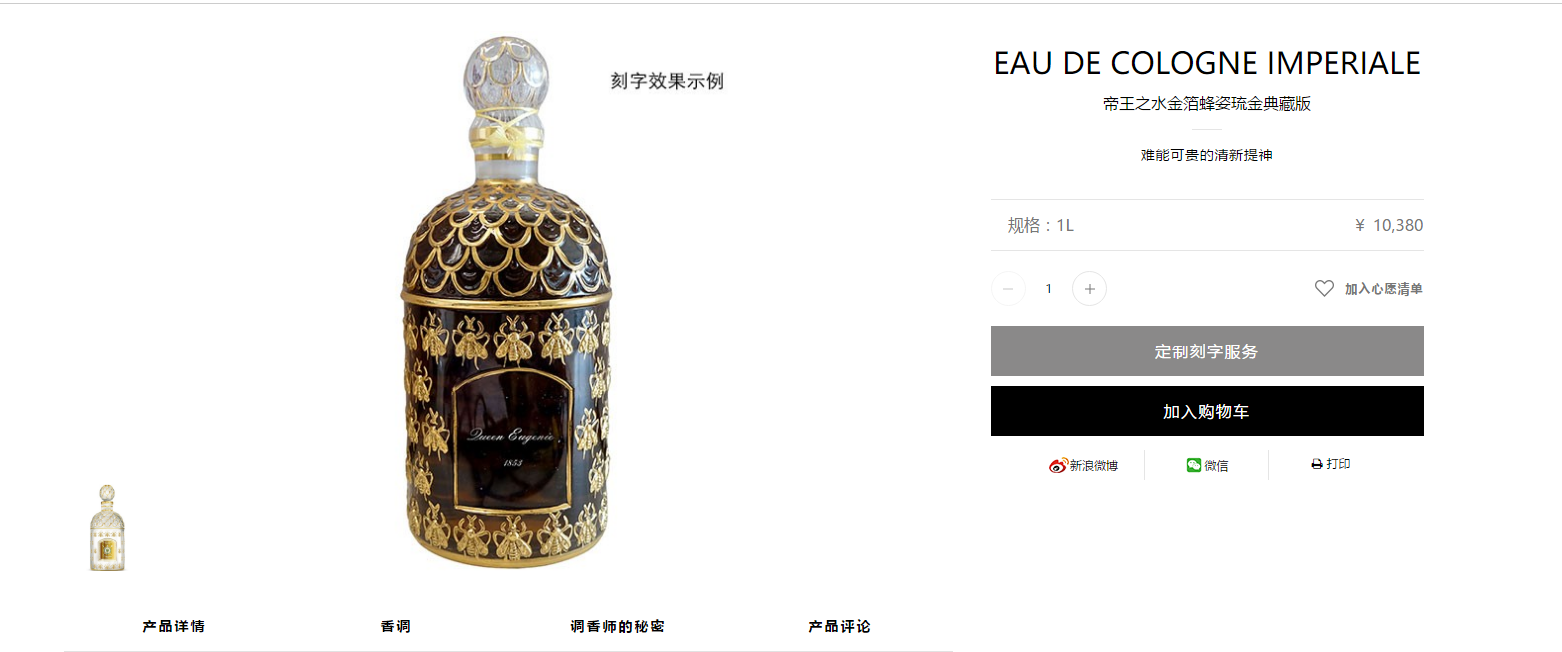 刻字效果示例
Queen Eugenie
1853
EAU DE COLOGNE IMPERIALE
帝王之水金箔蜂姿琉金典藏版
难能可贵的清新提神
规格：1L
¥ 10,380
1
加入心愿清单
定制刻字服务
加入购物车
新浪微博
微信
打印
产品详情
香调
调香师的秘密
产品评论